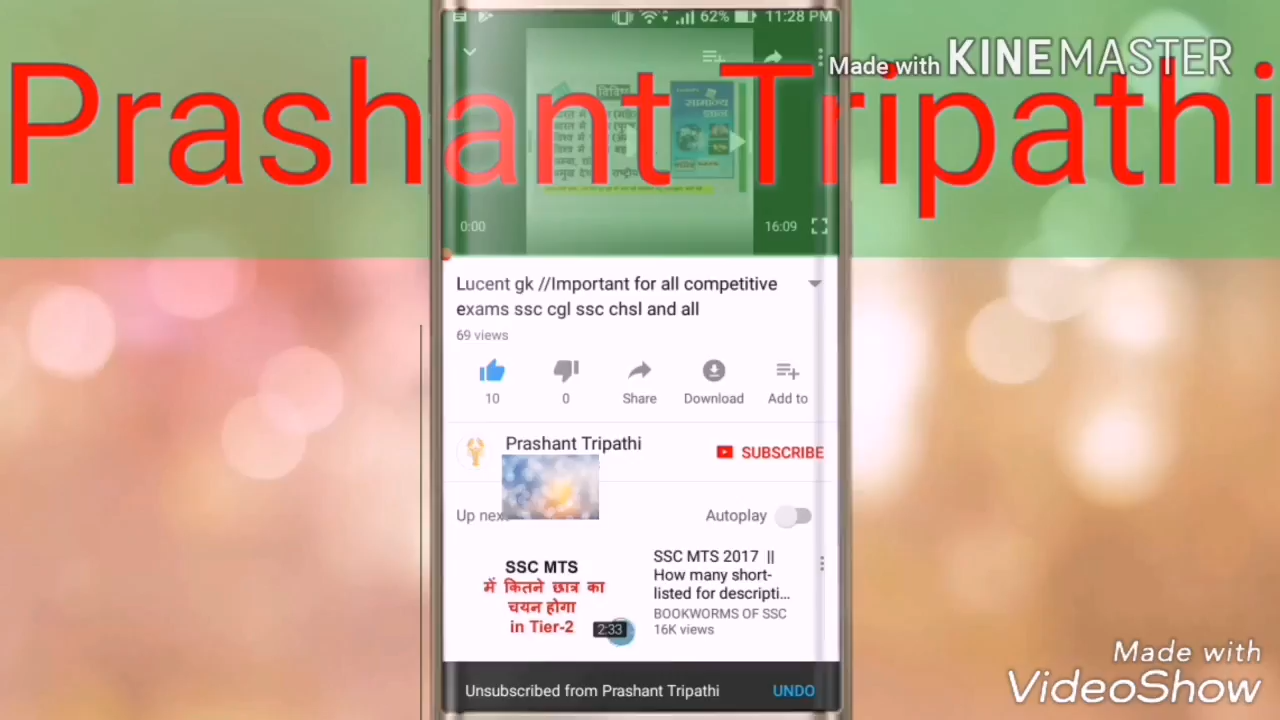 62% 11:28 PM
Made with KINEMASTER
Prashant Tripathi
विविध
सामान्य
ज्ञान
0:00
16:09
Lucent gk //Important for all competitive
exams ssc cgl ssc chsl and all
69 views
10
0
Share
Download
Add to
Prashant Tripathi
SUBSCRIBE
Up nex
Autoplay
SSC MTS
में कितने छात्र का
चयन होगा
in Tier-2
2:33
SSC MTS 2017 ||
How many short-
listed for descripti...
BOOKWORMS OF SSC
16K views
Unsubscribed from Prashant Tripathi
UNDO
Made with
VideoShow